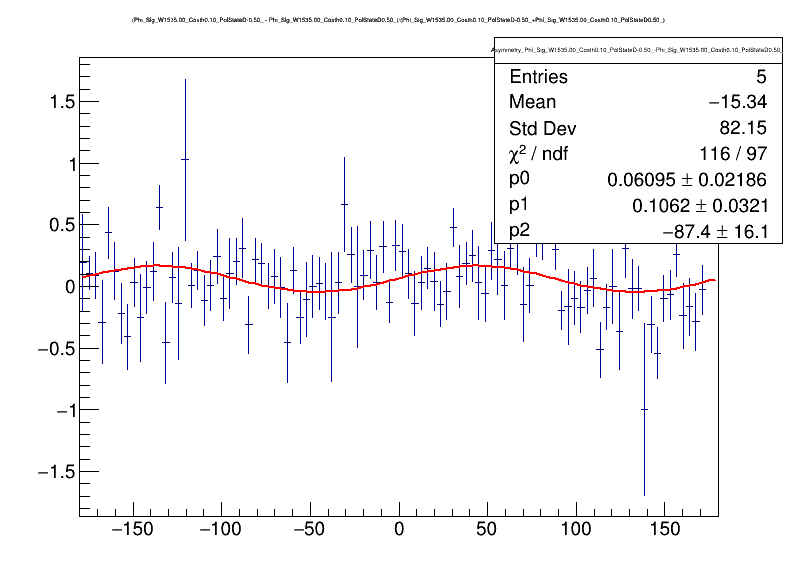 (Phi_Sig_W1535.00_Costh0.10_PolStateD-0.50_ - Phi_Sig_W1535.00_Costh0.10_PolStateD0.50_)/(Phi_Sig_W1535.00_Costh0.10_PolStateD-0.50_+Phi_Sig_W1535.00_Costh0.10_PolStateD0.50_)
Asymmetry_Phi_Sig_W1535.00_Costh0.10_PolStateD-0.50_-Phi_Sig_W1535.00_Costh0.10_PolStateD0.50_
Entries 5
Mean −15.34
Std Dev 82.15
χ² / ndf 116 / 97
p0 0.06095 ± 0.02186
p1 0.1062 ± 0.0321
p2 −87.4 ± 16.1
1.5
1
0.5
0
−0.5
−1
−1.5
−150 −100 −50 0 50 100 150